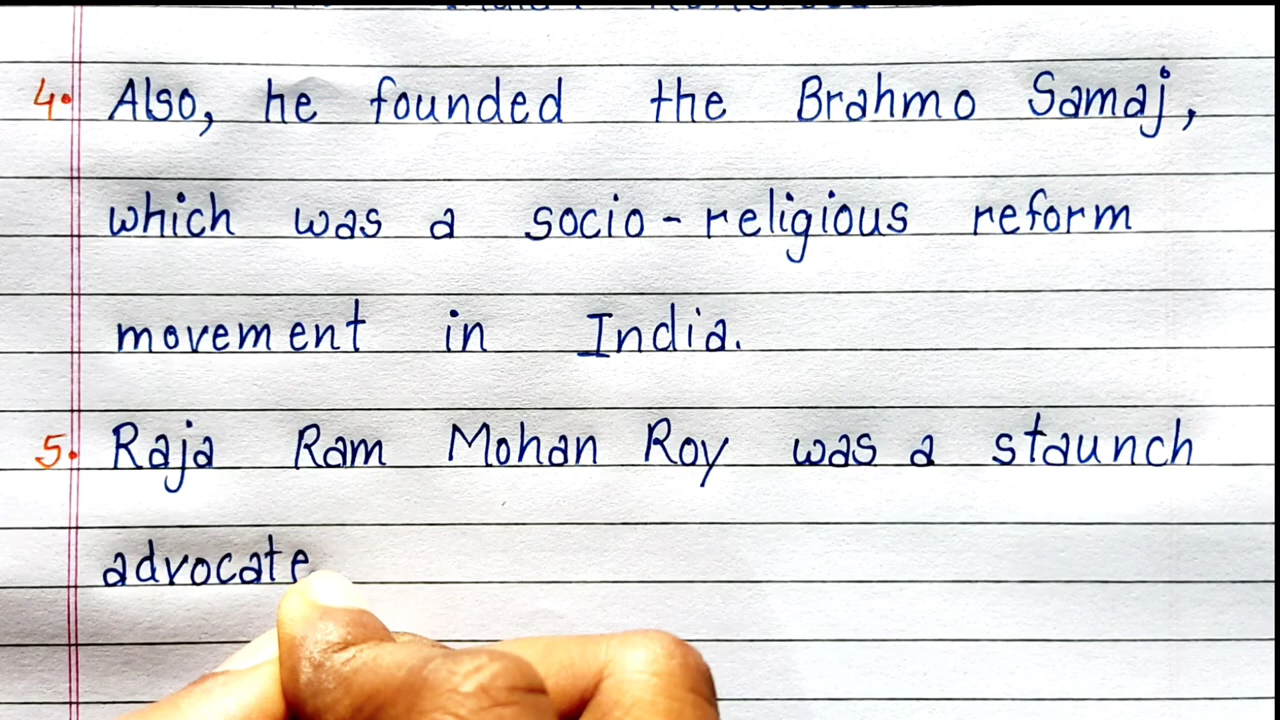 4. Also, he founded the Brahmo Samaj,
which was a socio-religious reform
movement in India.
5. Raja Ram Mohan Roy was a staunch
advocate